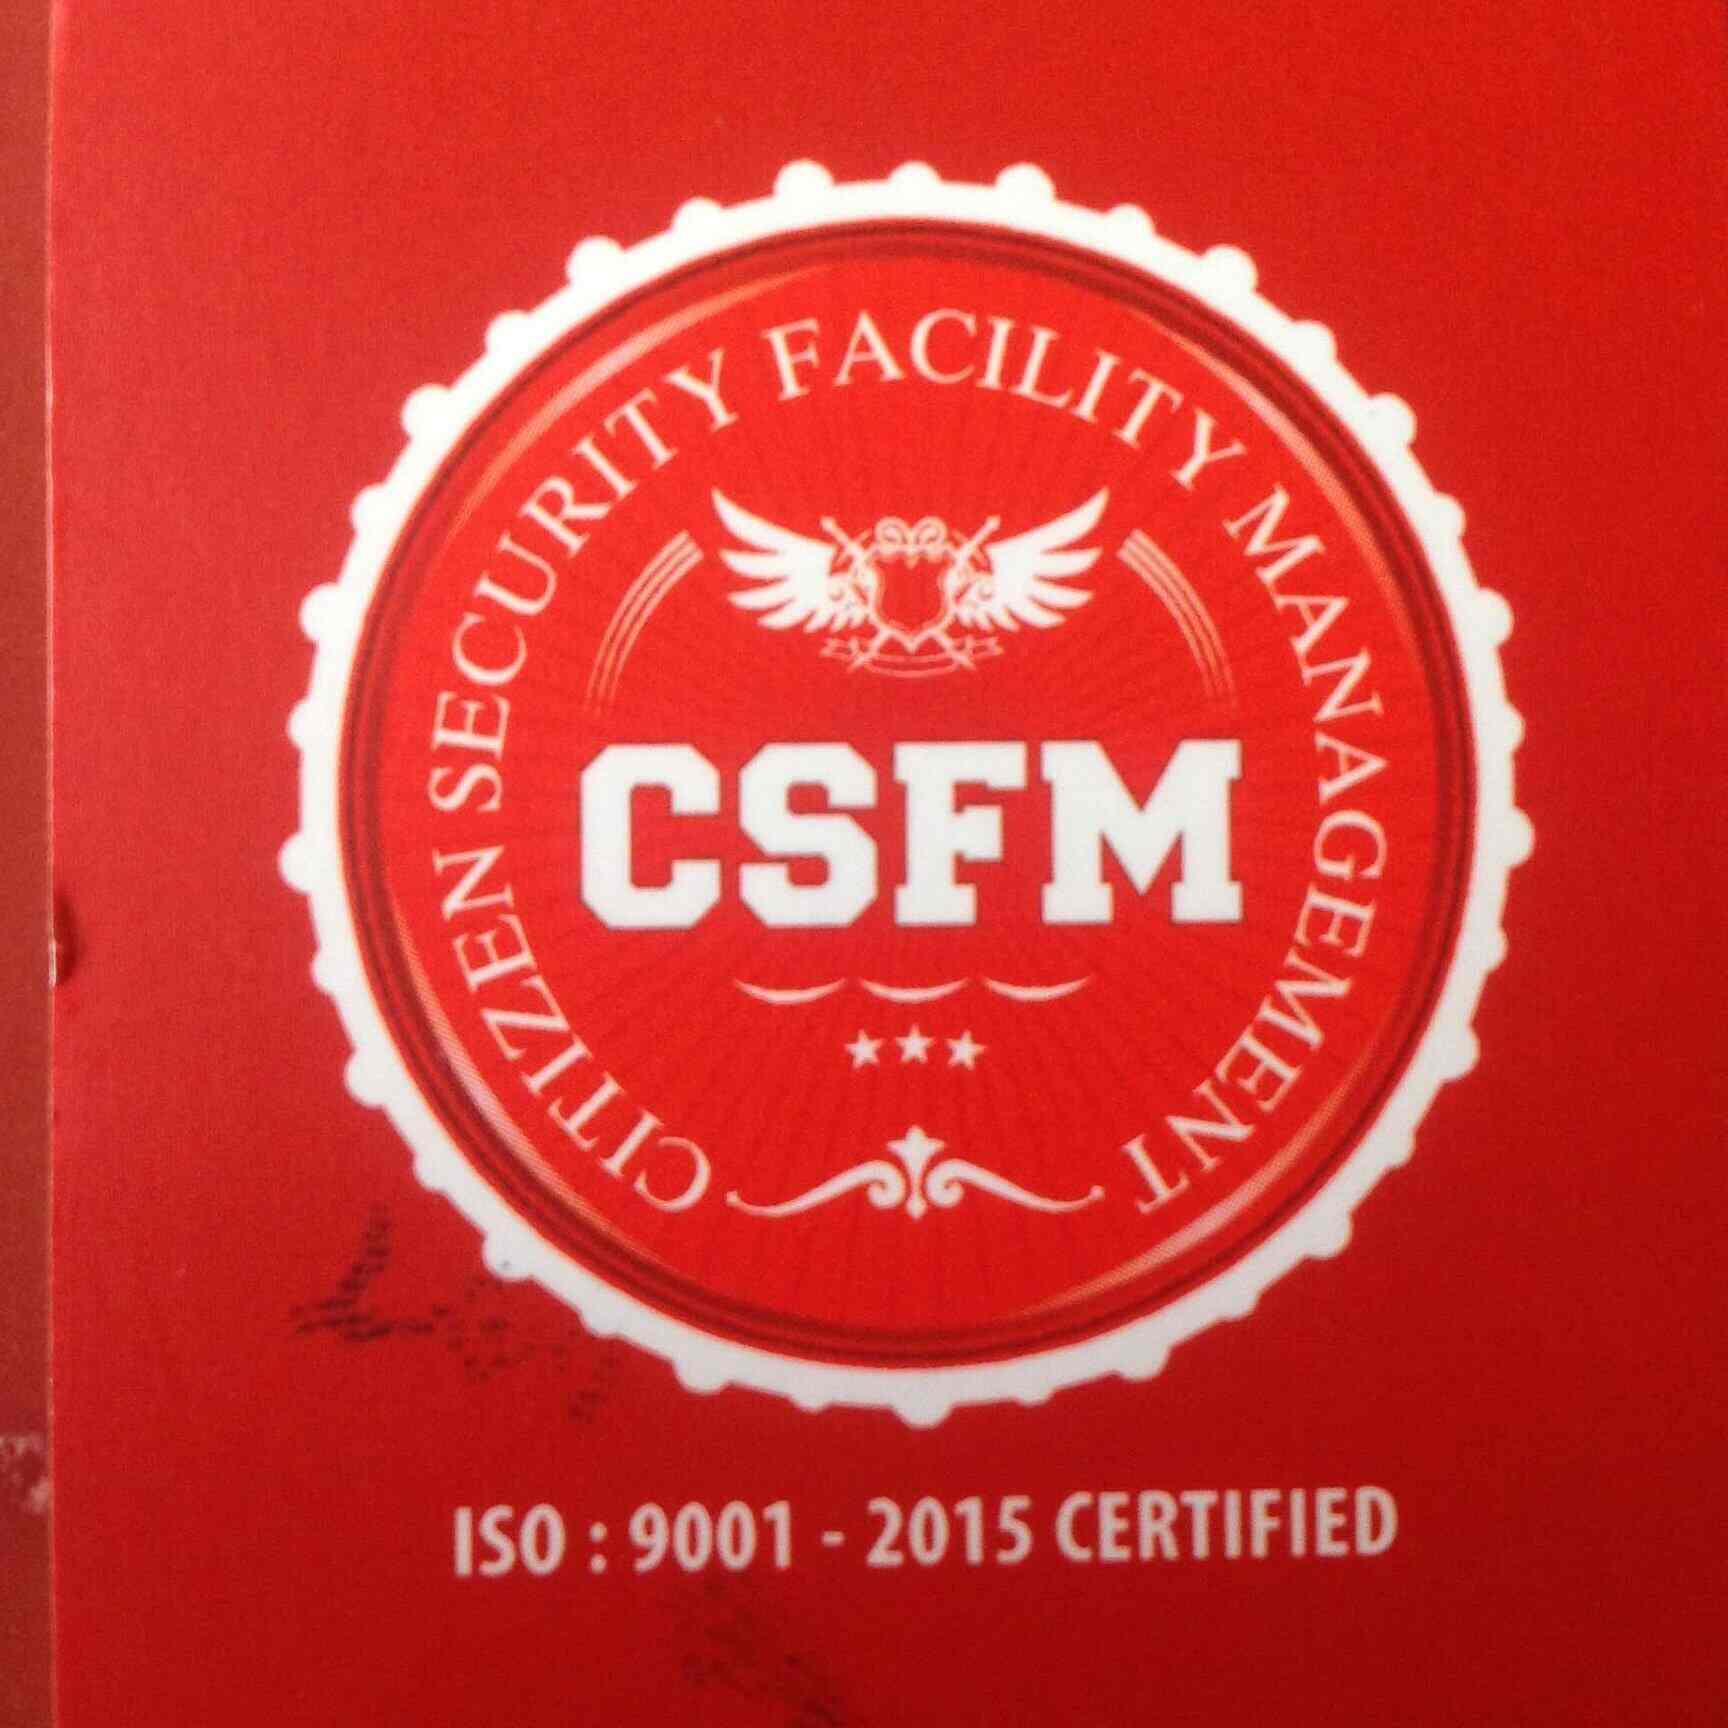 CITIZEN SECURITY FACILITY MANAGEMENT
CSFM
ISO : 9001 - 2015 CERTIFIED